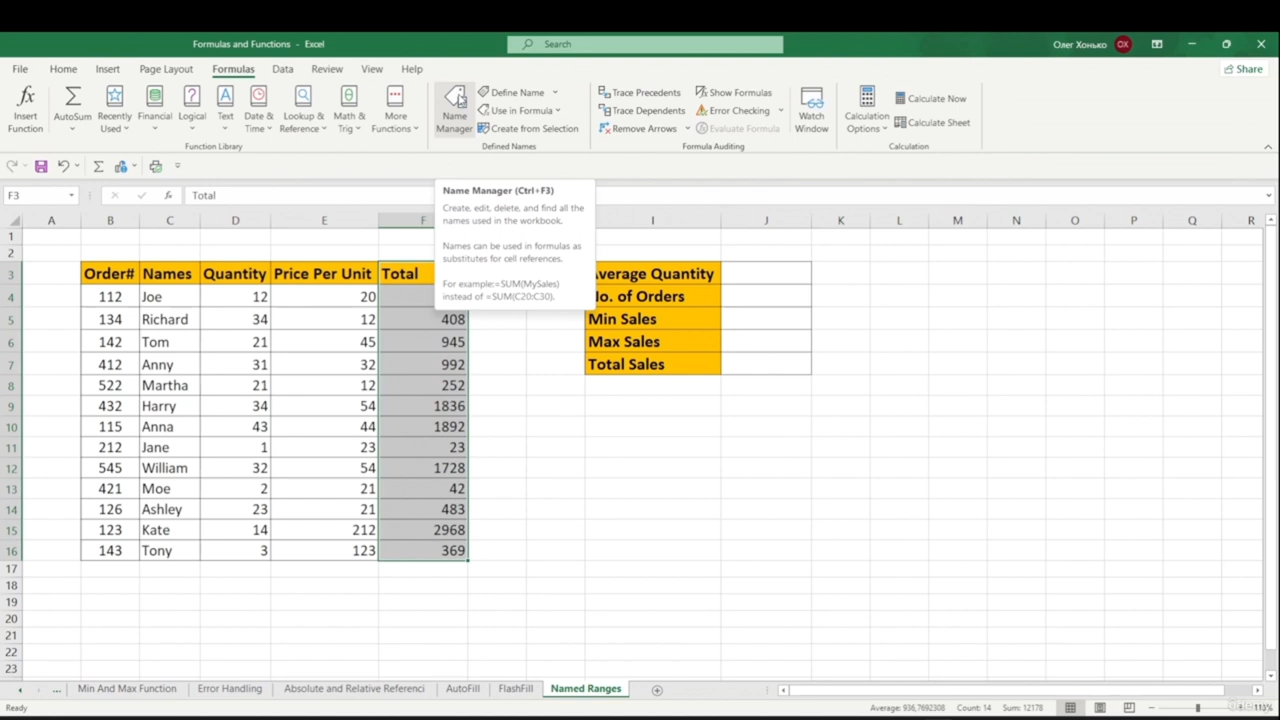 Formulas and Functions - Excel
Search
Олег Хонько
ОХ
File Home Insert Page Layout Formulas Data Review View Help
Share
Insert Function
AutoSum
Recently Used
Financial
Logical
Text
Date & Time
Lookup & Reference
Math & Trig
More Functions
Function Library
Name Manager
Define Name
Use in Formula
Create from Selection
Defined Names
Trace Precedents
Trace Dependents
Remove Arrows
Show Formulas
Error Checking
Evaluate Formula
Formula Auditing
Watch Window
Calculation Options
Calculate Now
Calculate Sheet
Calculation
F3
fx
Total
Name Manager (Ctrl+F3)
Create, edit, delete, and find all the
names used in the workbook.
Names can be used in formulas as
substitutes for cell references.
For example:=SUM(MySales)
instead of =SUM(C20:C30).
A B C D E F I J K L M N O P Q R
1
2
3 Order# Names Quantity Price Per Unit Total Average Quantity
4 112 Joe 12 20 No. of Orders
5 134 Richard 34 12 408 Min Sales
6 142 Tom 21 45 945 Max Sales
7 412 Anny 31 32 992 Total Sales
8 522 Martha 21 12 252
9 432 Harry 34 54 1836
10 115 Anna 43 44 1892
11 212 Jane 1 23 23
12 545 William 32 54 1728
13 421 Moe 2 21 42
14 126 Ashley 23 21 483
15 123 Kate 14 212 2968
16 143 Tony 3 123 369
17
18
19
20
21
22
23
... Min And Max Function Error Handling Absolute and Relative Referenci AutoFill FlashFill Named Ranges
Ready
Average: 936,7692308 Count: 14 Sum: 12178